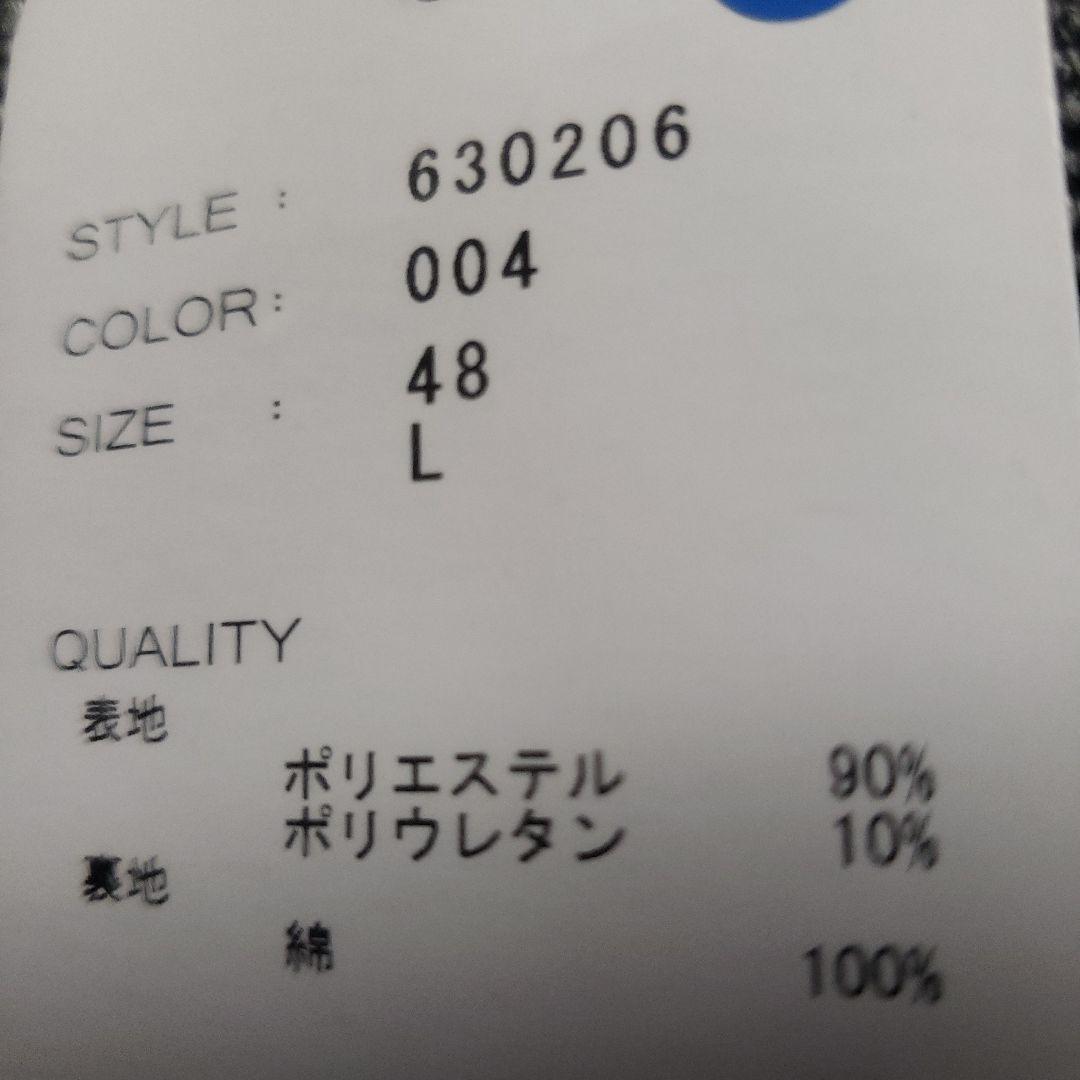 STYLE : 630206
COLOR : 004
SIZE : 48
L
QUALITY
表地
ポリエステル 90%
ポリウレタン 10%
裏地
綿 100%